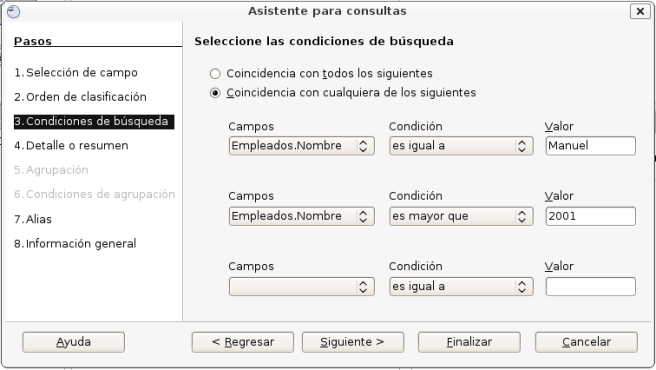 Asistente para consultas
Pasos
1. Selección de campo
2. Orden de clasificación
3. Condiciones de búsqueda
4. Detalle o resumen
5. Agrupación
6. Condiciones de agrupación
7. Alias
8. Información general
Seleccione las condiciones de búsqueda
Coincidencia con todos los siguientes
Coincidencia con cualquiera de los siguientes
Campos Condición Valor
Empleados.Nombre es igual a Manuel
Campos Condición Valor
Empleados.Nombre es mayor que 2001
Campos Condición Valor
es igual a
Ayuda < Regresar Siguiente > Finalizar Cancelar